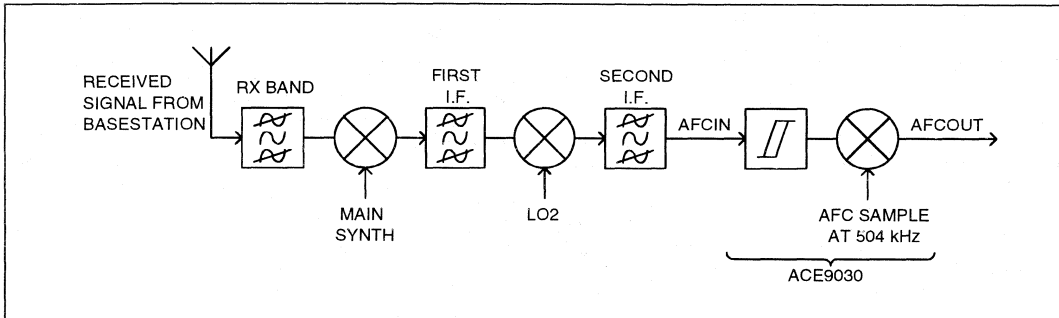 RECEIVED
SIGNAL FROM
BASESTATION
RX BAND
MAIN
SYNTH
FIRST
I.F.
LO2
SECOND
I.F.
AFCIN
AFCOUT
AFC SAMPLE
AT 504 kHz
ACE9030